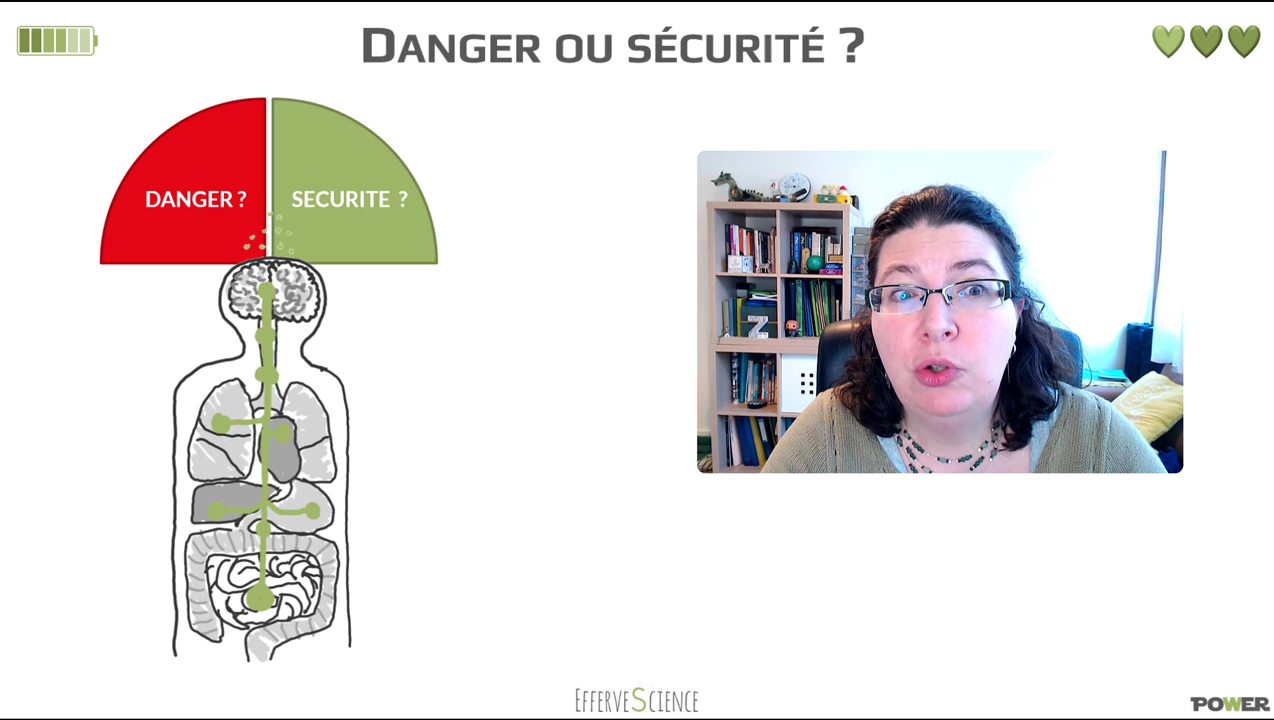 DANGER OU SÉCURITÉ ?
DANGER ?
SECURITE ?
EFFERVESCIENCE
POWER